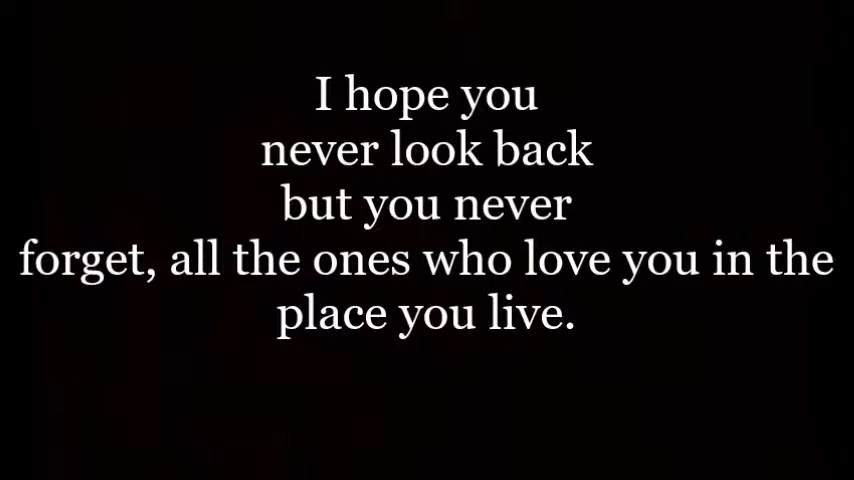 I hope you
never look back
but you never
forget, all the ones who love you in the
place you live.